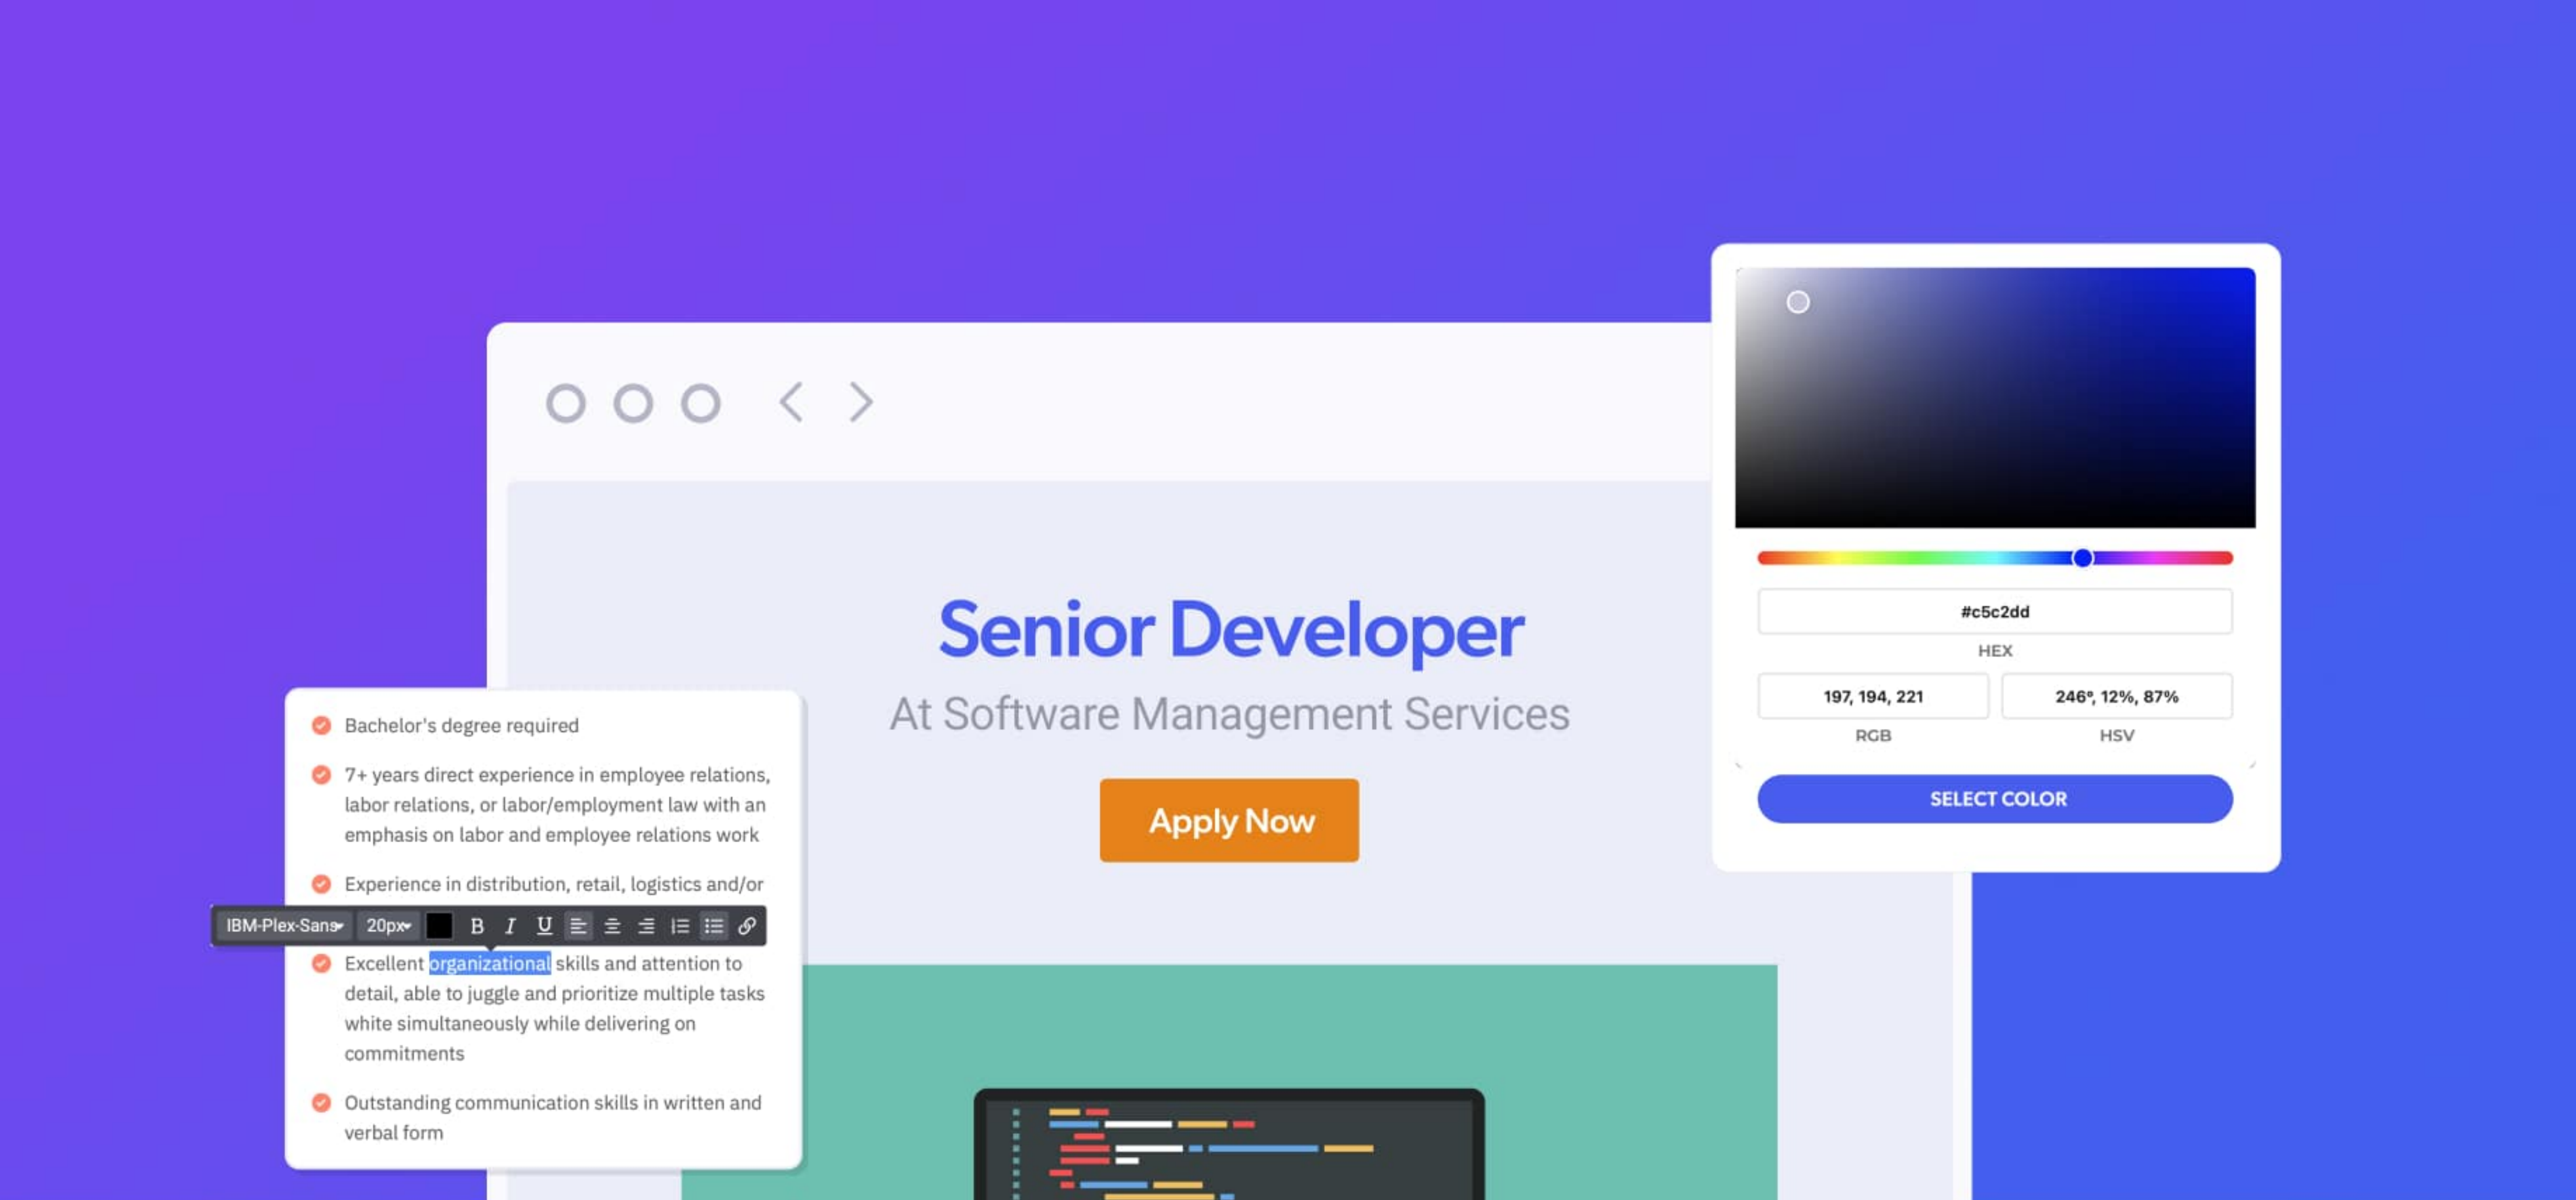 Senior Developer
At Software Management Services
Apply Now
Bachelor's degree required
7+ years direct experience in employee relations,
labor relations, or labor/employment law with an
emphasis on labor and employee relations work
Experience in distribution, retail, logistics and/or
IBM-Plex-Sans 20px B I U
Excellent organizational skills and attention to
detail, able to juggle and prioritize multiple tasks
white simultaneously while delivering on
commitments
Outstanding communication skills in written and
verbal form
#c5c2dd
HEX
197, 194, 221 246°, 12%, 87%
RGB HSV
SELECT COLOR